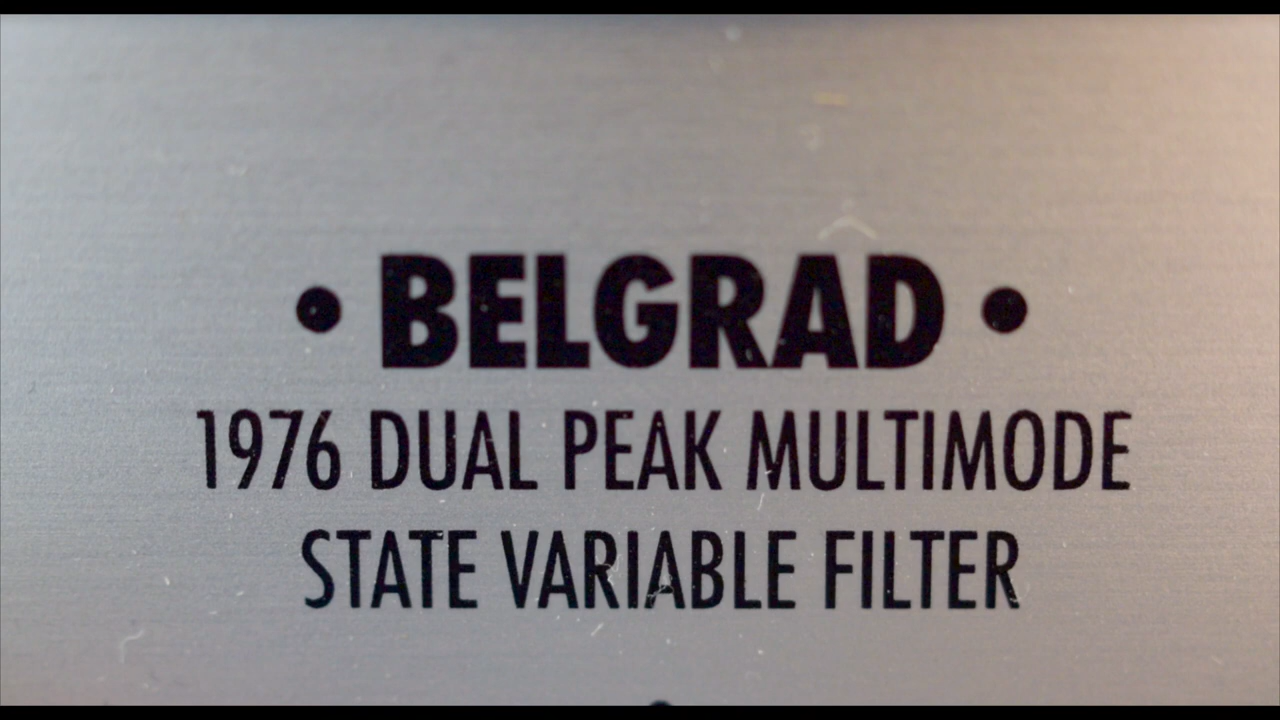 • BELGRAD •
1976 DUAL PEAK MULTIMODE
STATE VARIABLE FILTER